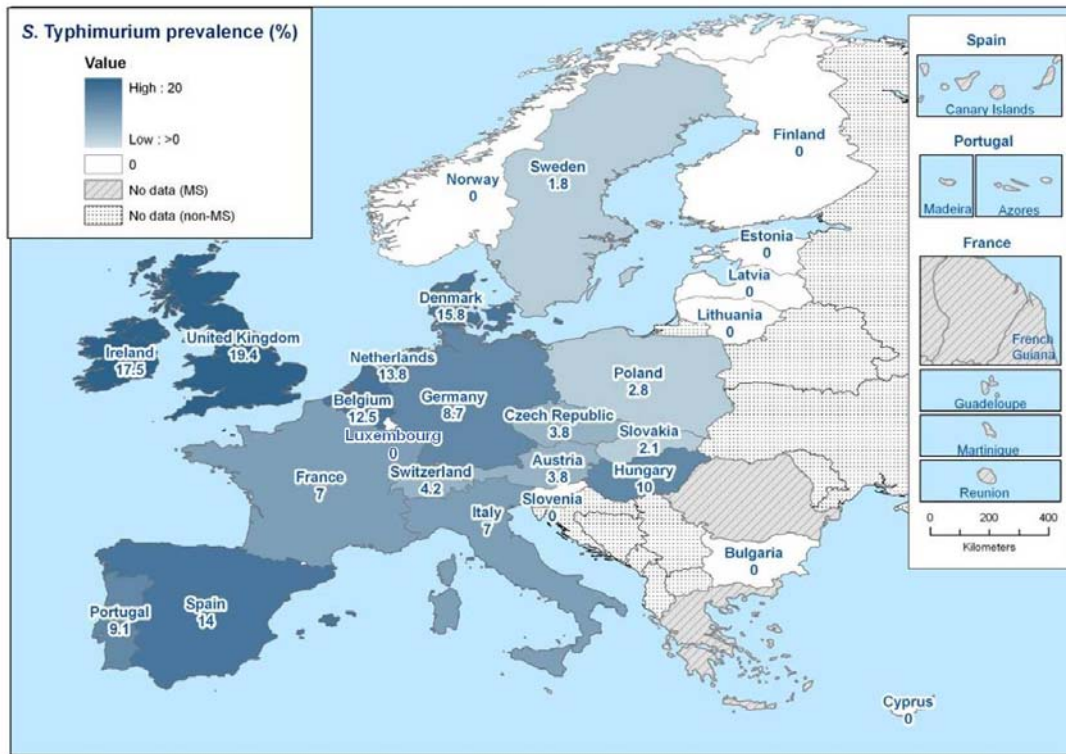 S. Typhimurium prevalence (%)
Value
High : 20
Low : >0
0
No data (MS)
No data (non-MS)
Norway
0
Sweden
1.8
Finland
0
Estonia
0
Latvia
0
Lithuania
0
Denmark
15.8
Ireland
17.5
United Kingdom
19.4
Netherlands
13.8
Belgium
12.5
Germany
8.7
Poland
2.8
Luxembourg
0
Czech Republic
3.8
Slovakia
2.1
France
7
Switzerland
4.2
Austria
3.8
Hungary
10
Slovenia
0
Italy
7
Bulgaria
0
Portugal
9.1
Spain
14
Cyprus
0
Spain
Canary Islands
Portugal
Madeira
Azores
France
French
Guiana
Guadeloupe
Martinique
Reunion
0 200 400
Kilometers